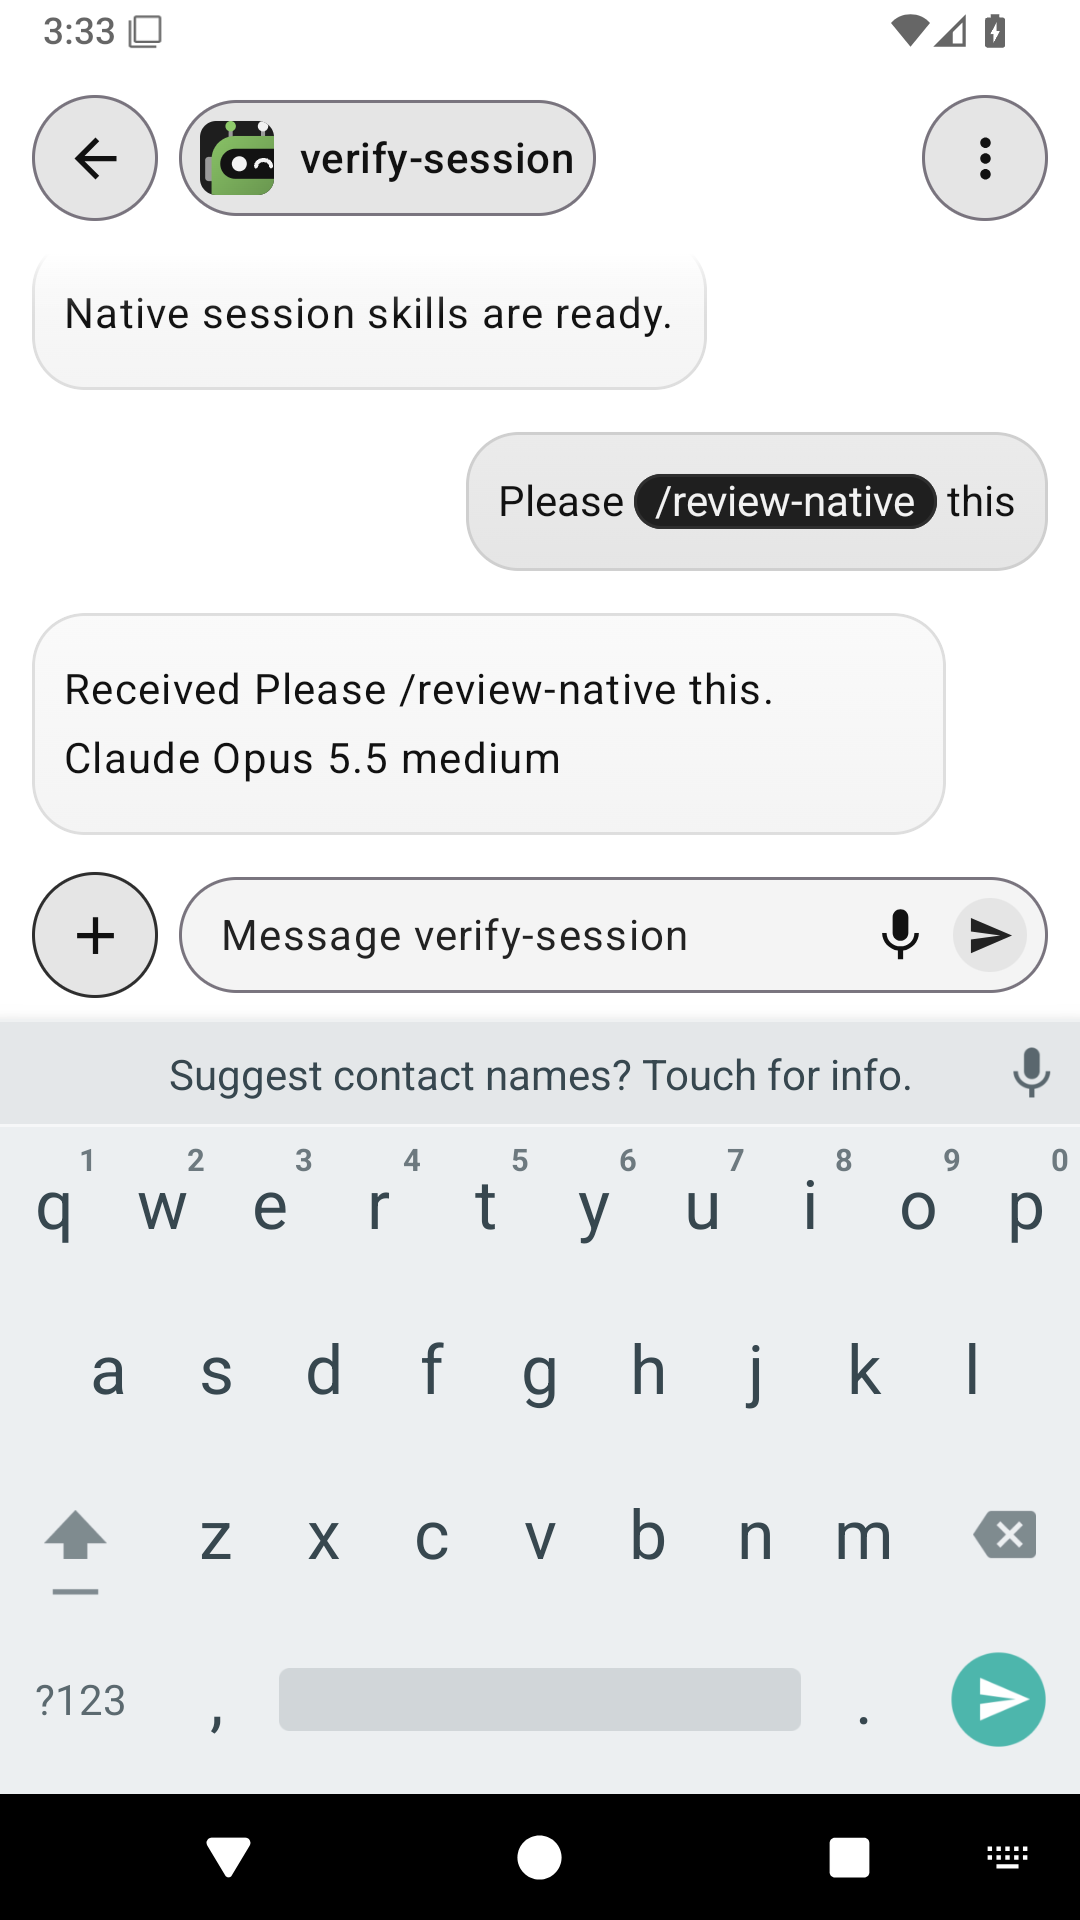 3:33
verify-session
Native session skills are ready.
Please /review-native this
Received Please /review-native this.
Claude Opus 5.5 medium
Message verify-session
Suggest contact names? Touch for info.
1 2 3 4 5 6 7 8 9 0
q w e r t y u i o p
a s d f g h j k l
z x c v b n m
?123 , .